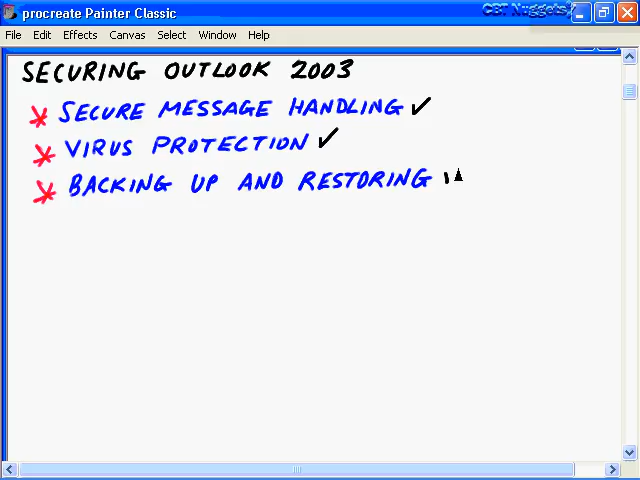 procreate Painter Classic
CBT Nuggets
File Edit Effects Canvas Select Window Help
SECURING OUTLOOK 2003
* SECURE MESSAGE HANDLING ✓
* VIRUS PROTECTION ✓
* BACKING UP AND RESTORING